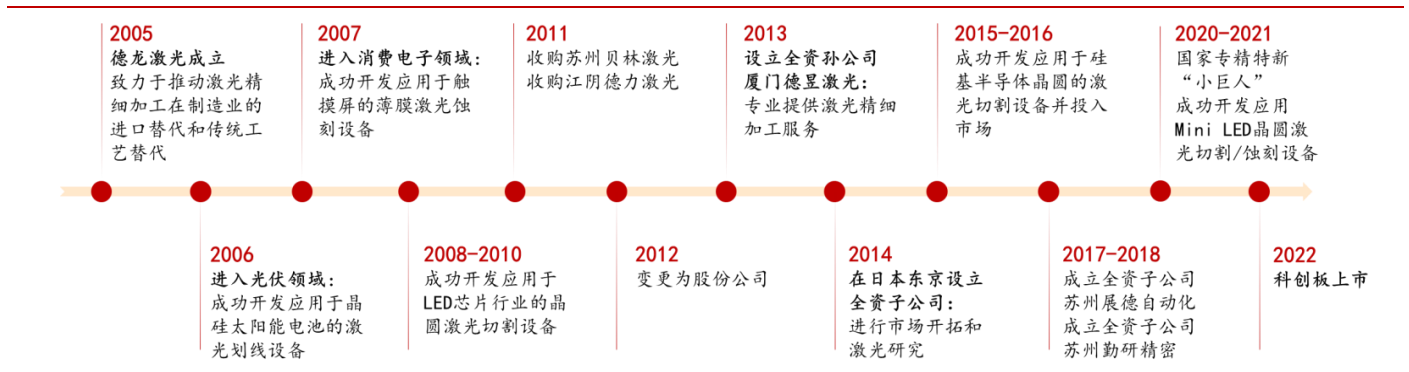 2005
德龙激光成立
致力于推动激光精
细加工在制造业的
进口替代和传统工
艺替代
2006
进入光伏领域：
成功开发应用于晶
硅太阳能电池的激
光划线设备
2007
进入消费电子领域：
成功开发应用于触
摸屏的薄膜激光蚀
刻设备
2008-2010
成功开发应用于
LED芯片行业的晶
圆激光切割设备
2011
收购苏州贝林激光
收购江阴德力激光
2012
变更为股份公司
2013
设立全资孙公司
厦门德昱激光：
专业提供激光精细
加工服务
2014
在日本东京设立
全资子公司：
进行市场开拓和
激光研究
2015-2016
成功开发应用于硅
基半导体晶圆的激
光切割设备并投入
市场
2017-2018
成立全资子公司
苏州展德自动化
成立全资子公司
苏州勤研精密
2020-2021
国家专精特新
“小巨人”
成功开发应用
Mini LED晶圆激
光切割/蚀刻设备
2022
科创板上市